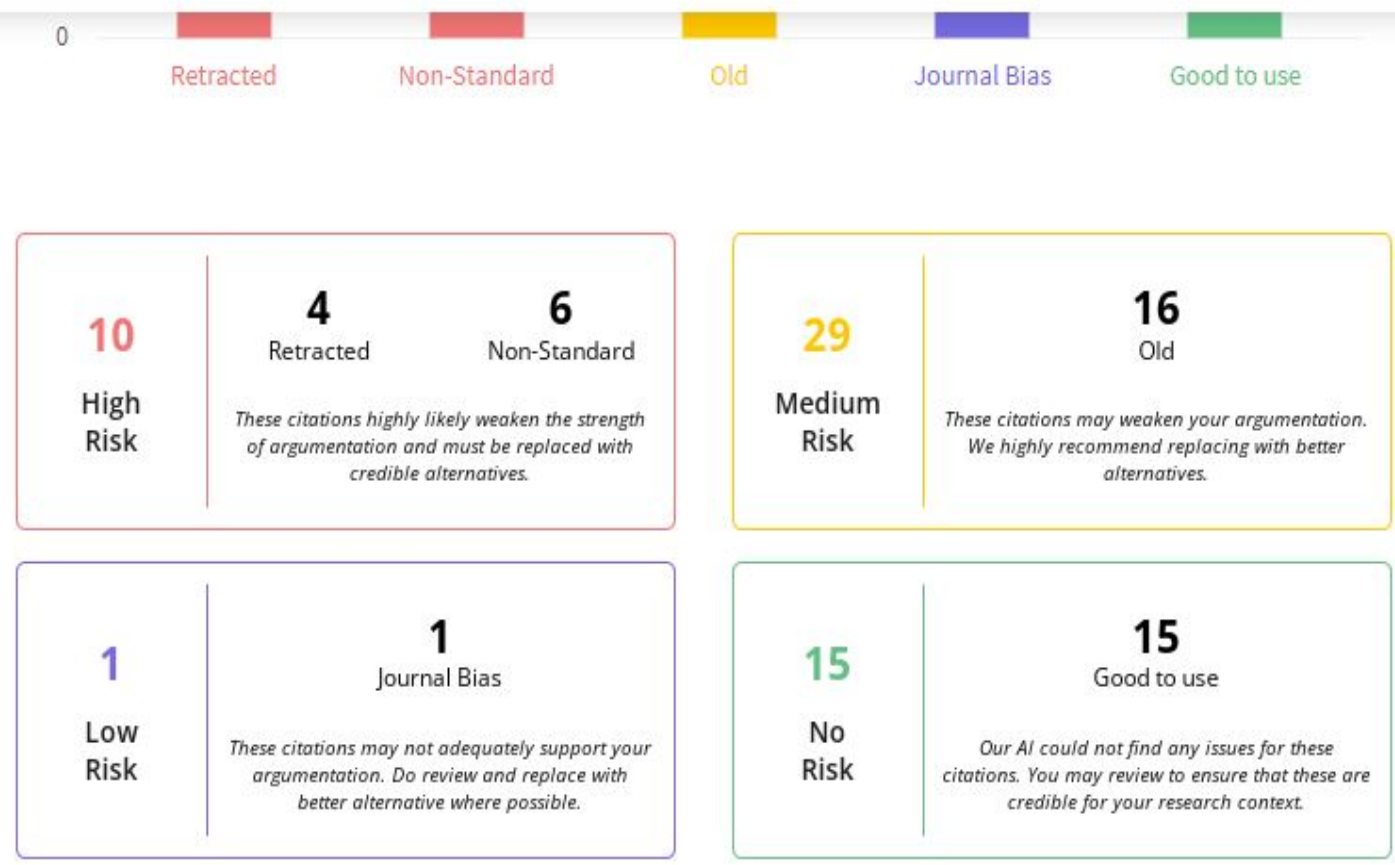 0
Retracted Non-Standard Old Journal Bias Good to use
10
High
Risk
4 6
Retracted Non-Standard
These citations highly likely weaken the strength
of argumentation and must be replaced with
credible alternatives.
29
Medium
Risk
16
Old
These citations may weaken your argumentation.
We highly recommend replacing with better
alternatives.
1
Low
Risk
1
Journal Bias
These citations may not adequately support your
argumentation. Do review and replace with
better alternative where possible.
15
No
Risk
15
Good to use
Our AI could not find any issues for these
citations. You may review to ensure that these are
credible for your research context.